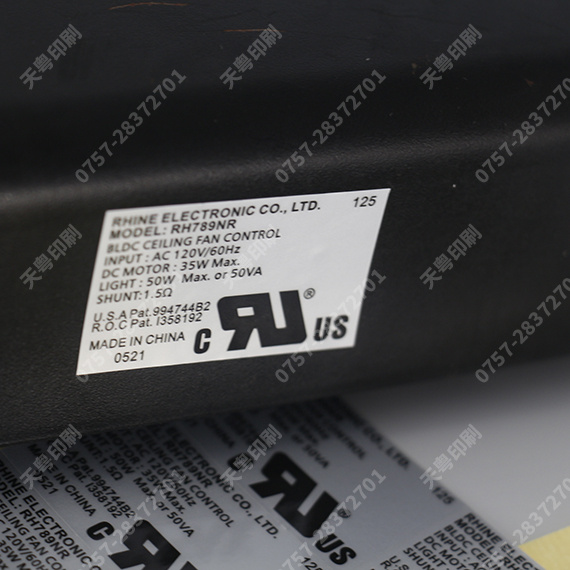 RHINE ELECTRONIC CO., LTD. 125
MODEL: RH789NR
BLDC CEILING FAN CONTROL
INPUT : AC 120V/60Hz
DC MOTOR : 35W Max.
LIGHT : 50W Max. or 50VA
SHUNT: 1.5Ω
U.S.A Pat.994744B2
R.O.C Pat. I358192
MADE IN CHINA
0521
C RU ® US
天粤印刷
0757-28372701